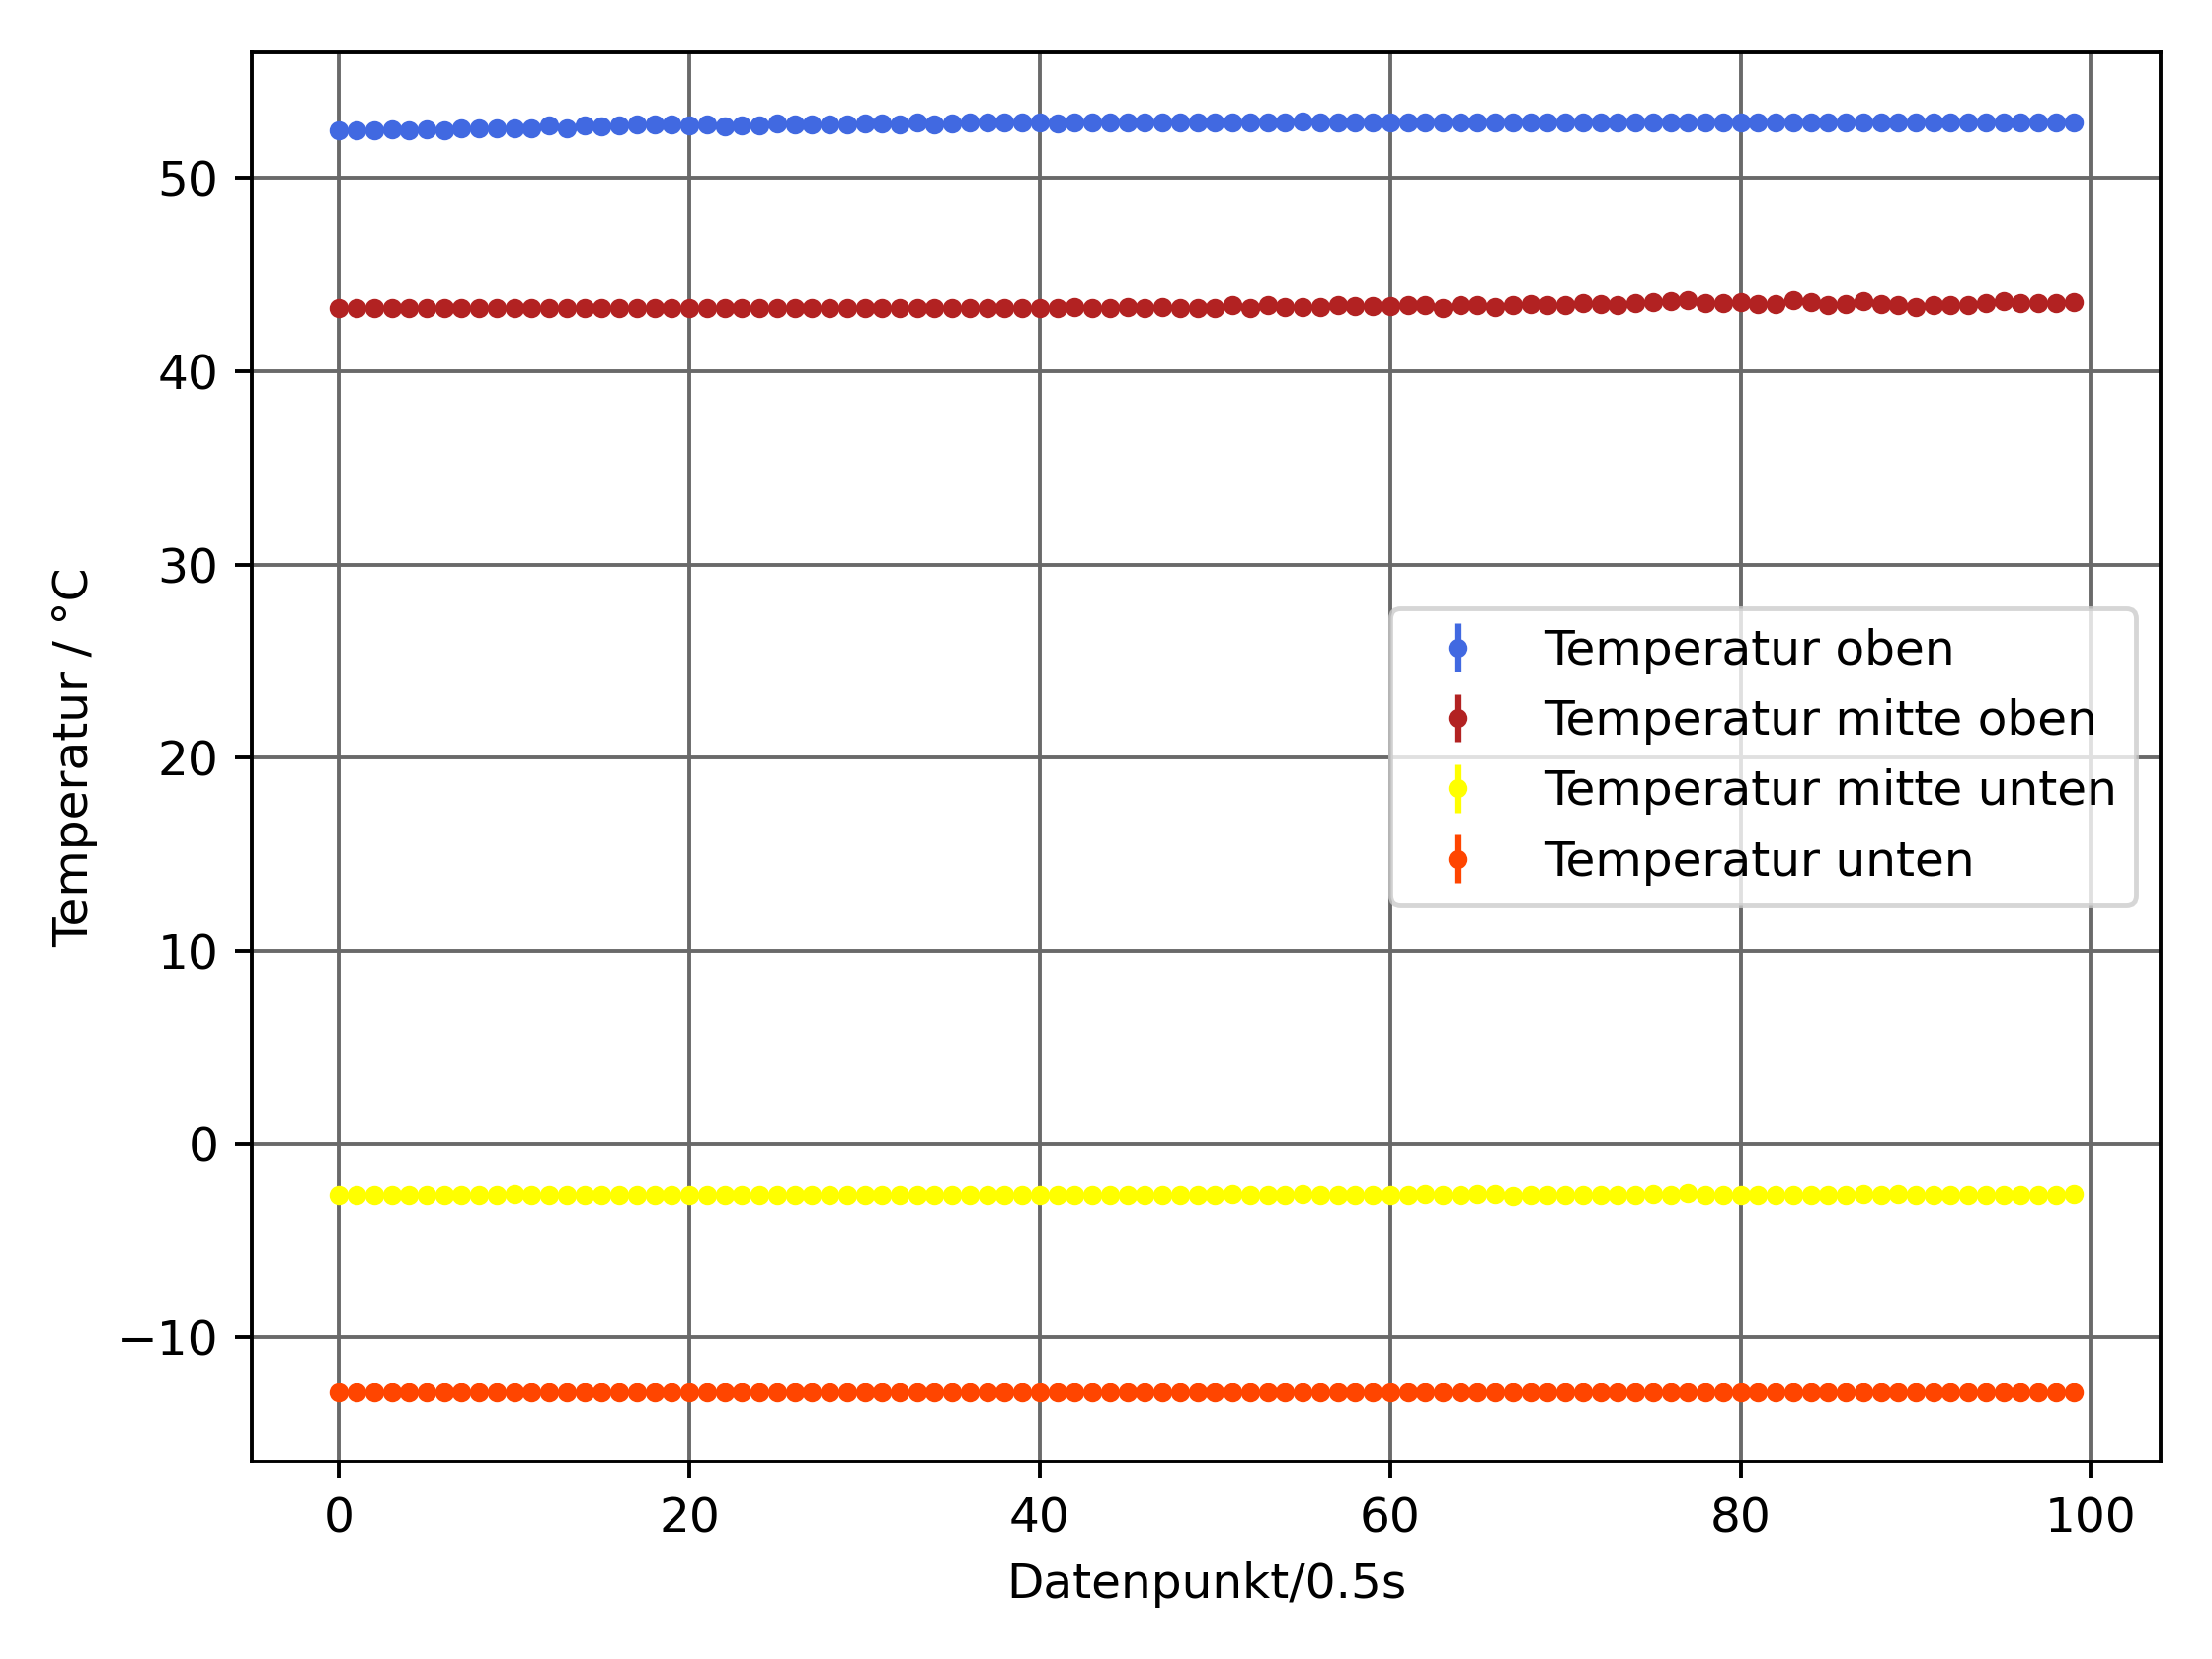 50
40
30
20
10
0
−10
Temperatur / °C
Temperatur oben
Temperatur mitte oben
Temperatur mitte unten
Temperatur unten
0 20 40 60 80 100
Datenpunkt/0.5s